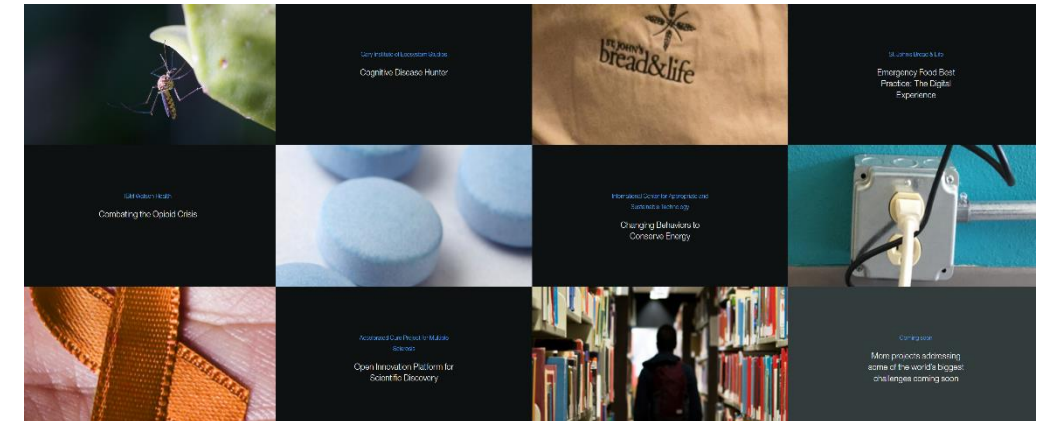 Cary Institute of Ecosystem Studies
Cognitive Disease Hunter
ST. JOHN'S
bread&life
St. John's Bread & Life
Emergency Food Best
Practice: The Digital
Experience
IBM Watson Health
Combating the Opioid Crisis
International Center for Appropriate and
Sustainable Technology
Changing Behaviors to
Conserve Energy
Accelerated Cure Project for Multiple
Sclerosis
Open Innovation Platform for
Scientific Discovery
Coming soon
More projects addressing
some of the world's biggest
challenges coming soon